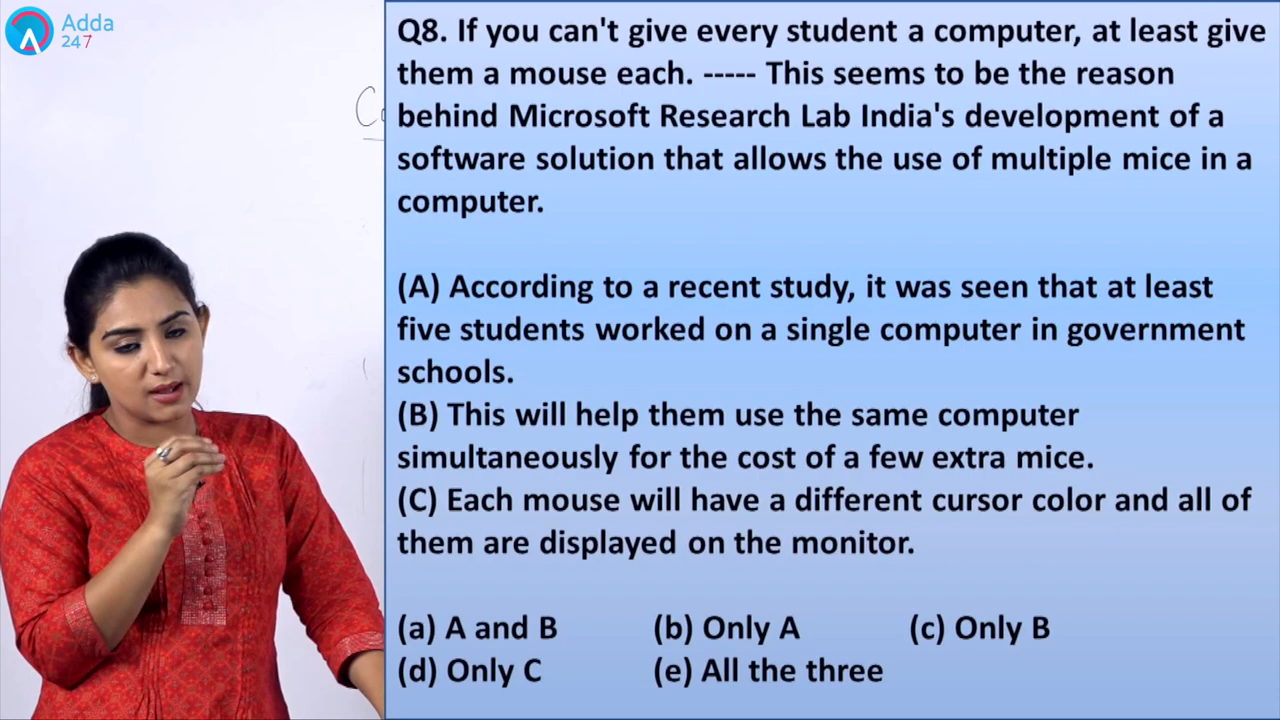 Adda
247
Q8. If you can't give every student a computer, at least give
them a mouse each. ----- This seems to be the reason
behind Microsoft Research Lab India's development of a
software solution that allows the use of multiple mice in a
computer.
(A) According to a recent study, it was seen that at least
five students worked on a single computer in government
schools.
(B) This will help them use the same computer
simultaneously for the cost of a few extra mice.
(C) Each mouse will have a different cursor color and all of
them are displayed on the monitor.
(a) A and B (b) Only A (c) Only B
(d) Only C (e) All the three